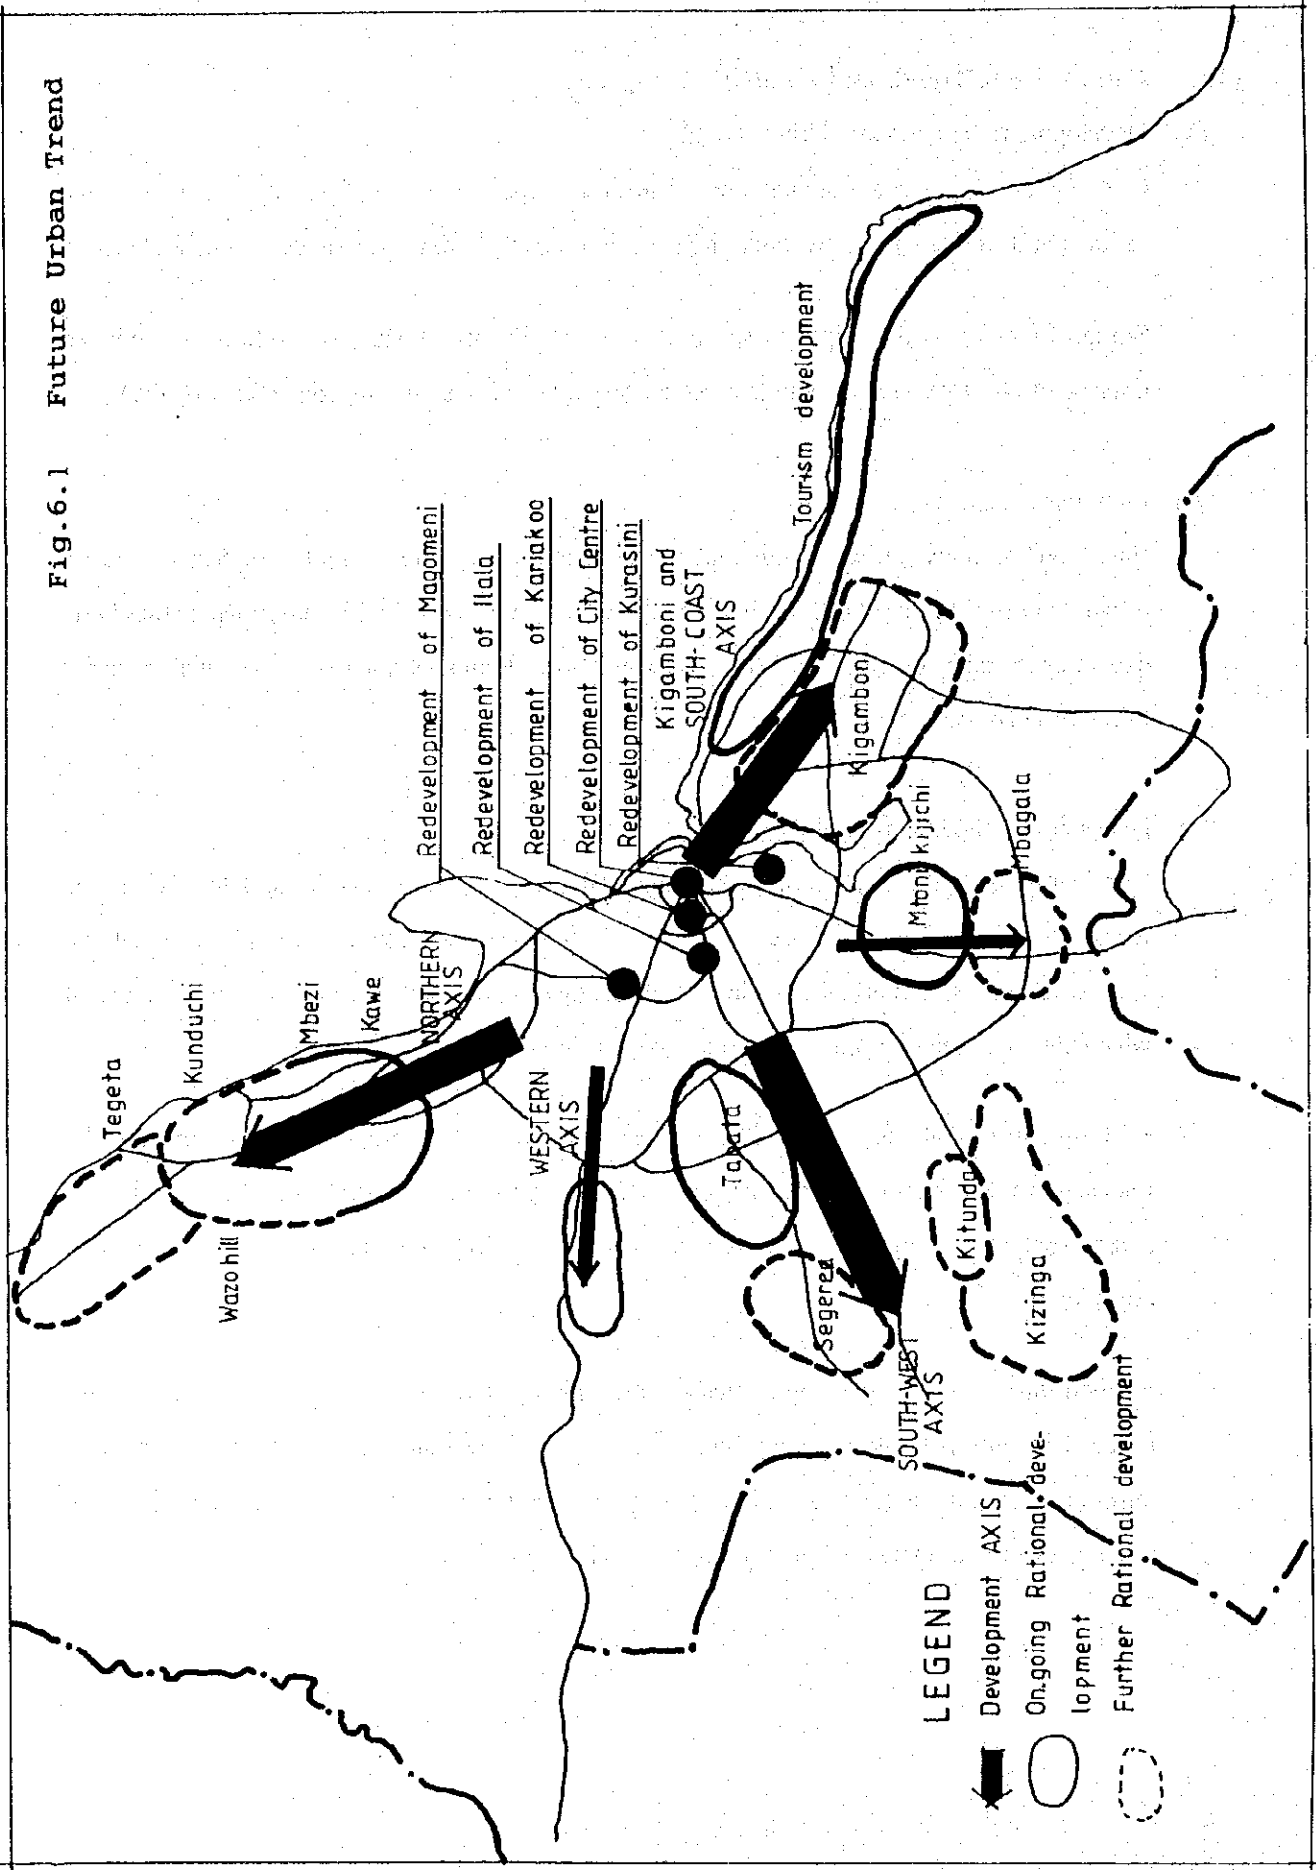 Fig.6.1 Future Urban Trend
Redevelopment of Magomeni
Redevelopment of Ilala
Redevelopment of Kariakoo
Redevelopment of City Centre
Redevelopment of Kurasini
Kigamboni and
SOUTH-COAST
AXIS
Tourism development
Tegeta
Kunduchi
Mbezi
Kawe
NORTHERN
AXIS
Wazo hill
WESTERN
AXIS
Tabata
Segerea
SOUTH-WEST
AXIS
Kitunda
Kizinga
Kigamboni
Mtoni kijichi
Mbagala
LEGEND
Development AXIS
On.going Rational deve-
lopment
Further Rational development